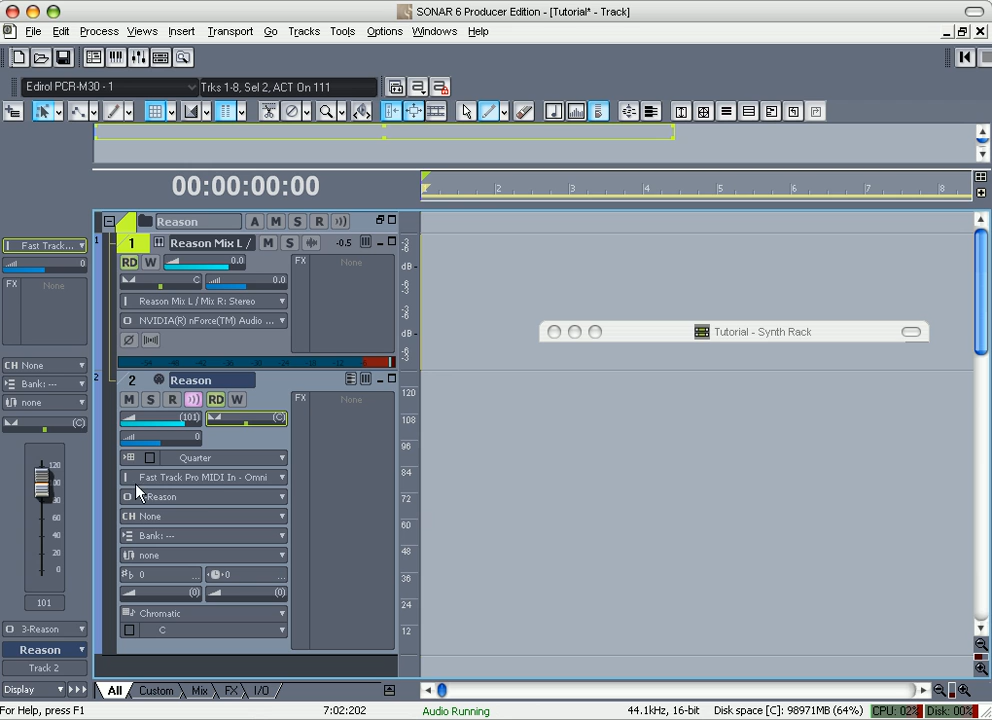 SONAR 6 Producer Edition - [Tutorial* - Track]
File Edit Process Views Insert Transport Go Tracks Tools Options Windows Help
Edirol PCR-M30 - 1
Trks 1-8, Sel 2, ACT On 111
00:00:00:00
2 3 4 5 6 7 8
Reason A M S R
Fast Track...
0
FX None
CH None
Bank: ---
none
(C)
120
60
40
20
0
101
3-Reason
Reason
Track 2
Display
1
1 Reason Mix L / M S -0.5
RD W 0.0
C 0.0
Reason Mix L / Mix R: Stereo
NVIDIA(R) nForce(TM) Audio ...
FX None
dB
dB
Tutorial - Synth Rack
2
2 Reason
M S R RD W
(101) (C)
0
Quarter
Fast Track Pro MIDI In - Omni
Reason
CH None
Bank: ---
none
0 ... 0 ...
(0) (0)
Chromatic
C
FX None
120
108
96
84
72
60
48
36
24
12
All Custom Mix FX I/O
For Help, press F1
7:02:202
Audio Running
44.1kHz, 16-bit
Disk space [C]: 98971MB (64%)
CPU: 02%
Disk: 00%